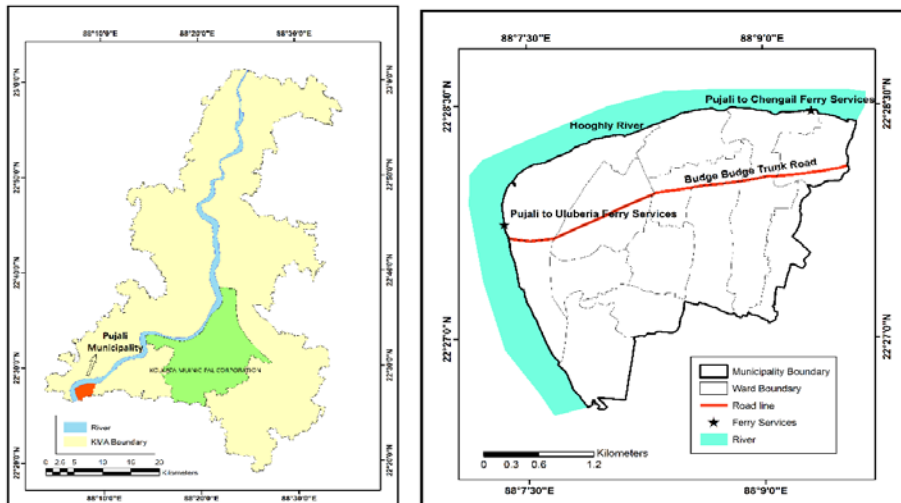 88°10'0"E 88°20'0"E 88°30'0"E
Pujali
Municipality
River
KVA Boundary
0 2.5 5 10 15 20
Kilometers
88°10'0"E 88°20'0"E
88°7'30"E 88°9'0"E
22°28'30"N
22°28'30"N
Pujali to Chengail Ferry Services
Hooghly River
Budge Budge Trunk Road
Pujali to Uluberia Ferry Services
22°27'0"N
22°27'0"N
Municipality Boundary
Ward Boundary
Road line
Ferry Services
River
Kilometers
0 0.3 0.6 1.2
88°7'30"E 88°9'0"E